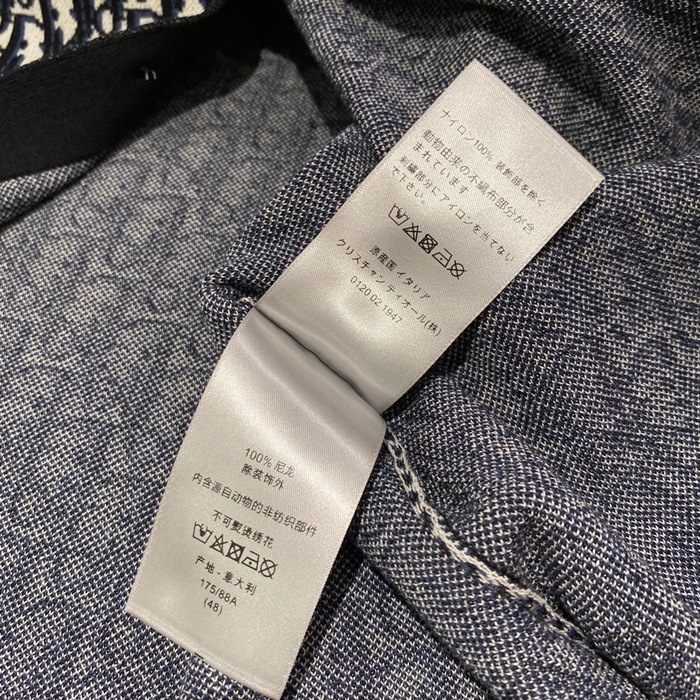 ナイロン100% 装飾部を除く
動物由来の不織布部分が含
まれています
刺繍部分にアイロンを当てない
で下さい。
原産国 イタリア
クリスチャン ディオール(株)
0120 02 1947
100% 尼龙
除装饰外
内含源自动物的非纺织部件
不可熨烫绣花
产地 - 意大利
175/88A
(48)